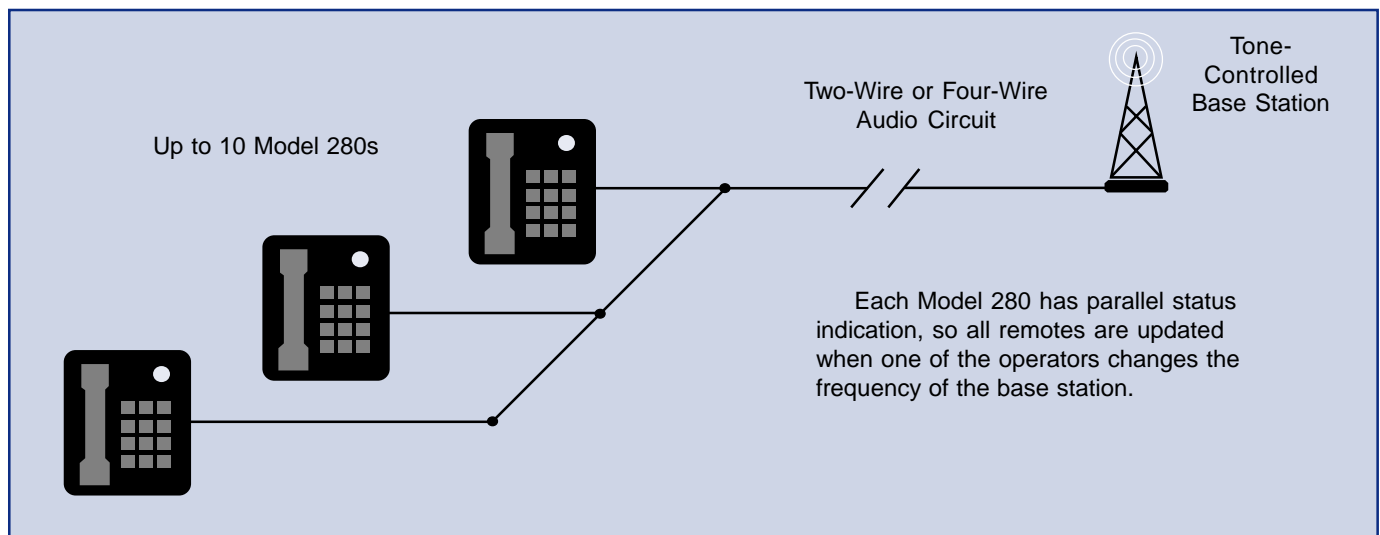 Tone-
Controlled
Base Station
Two-Wire or Four-Wire
Audio Circuit
Up to 10 Model 280s
Each Model 280 has parallel status
indication, so all remotes are updated
when one of the operators changes the
frequency of the base station.